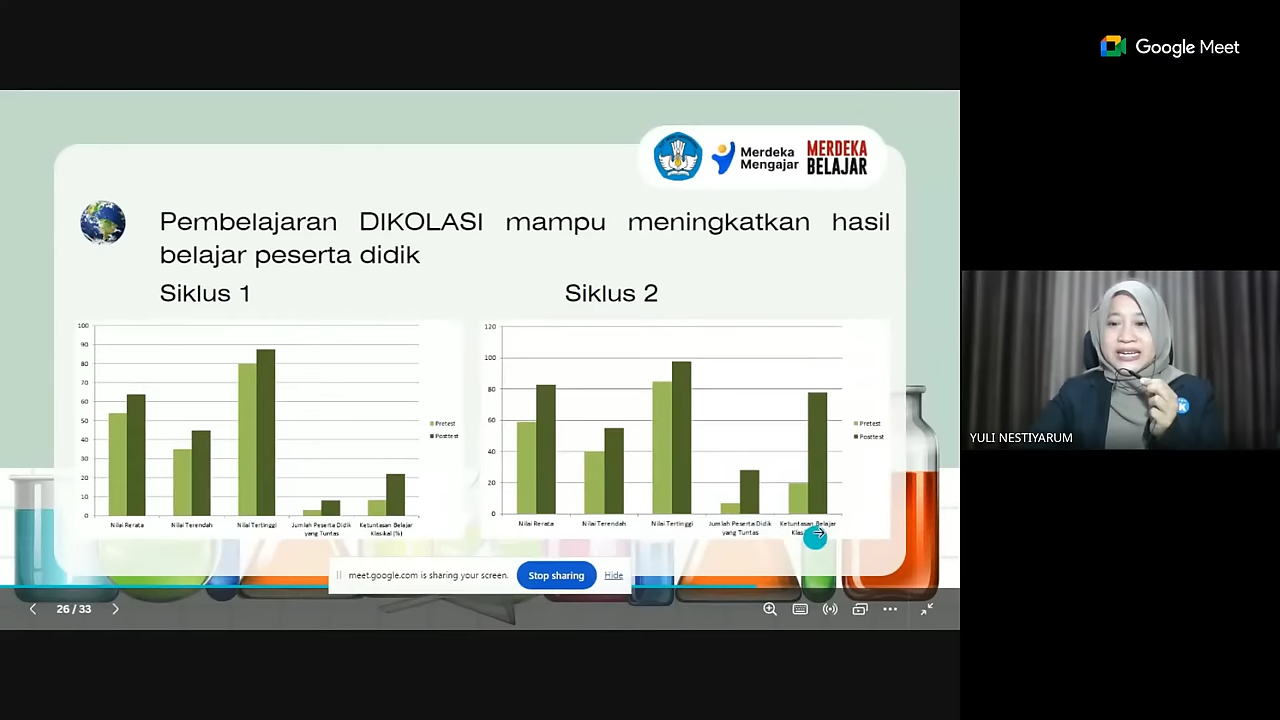 Google Meet
Merdeka
Mengajar
MERDEKA
BELAJAR
Pembelajaran DIKOLASI mampu meningkatkan hasil
belajar peserta didik
Siklus 1
Siklus 2
100
90
80
70
60
50
40
30
20
10
0
Nilai Rerata
Nilai Terendah
Nilai Tertinggi
Jumlah Peserta Didik
yang Tuntas
Ketuntasan Belajar
Klasikal (%)
Pretest
Posttest
120
100
80
60
40
20
0
Nilai Rerata
Nilai Terendah
Nilai Tertinggi
Jumlah Peserta Didik
yang Tuntas
Ketuntasan Belajar
Pretest
Posttest
YULI NESTIYARUM
meet.google.com is sharing your screen.
Stop sharing
Hide
26 / 33